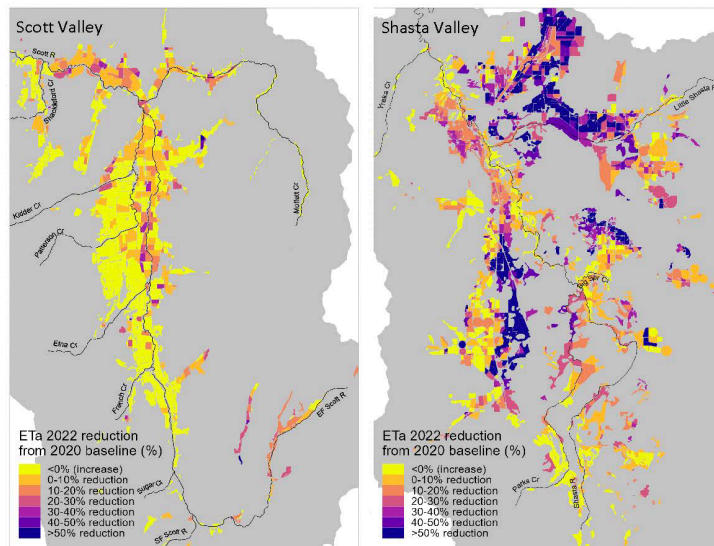 Scott Valley
Scott R
Shackleford Cr
Kidder Cr
Patterson Cr
Moffett Cr
Etna Cr
French Cr
EF Scott R
Sugar Cr
SF Scott R
ETa 2022 reduction
from 2020 baseline (%)
<0% (increase)
0-10% reduction
10-20% reduction
20-30% reduction
30-40% reduction
40-50% reduction
>50% reduction
Shasta Valley
Yreka Cr
Little Shasta R
Parks Cr
Shasta R
ETa 2022 reduction
from 2020 baseline (%)
<0% (increase)
0-10% reduction
10-20% reduction
20-30% reduction
30-40% reduction
40-50% reduction
>50% reduction